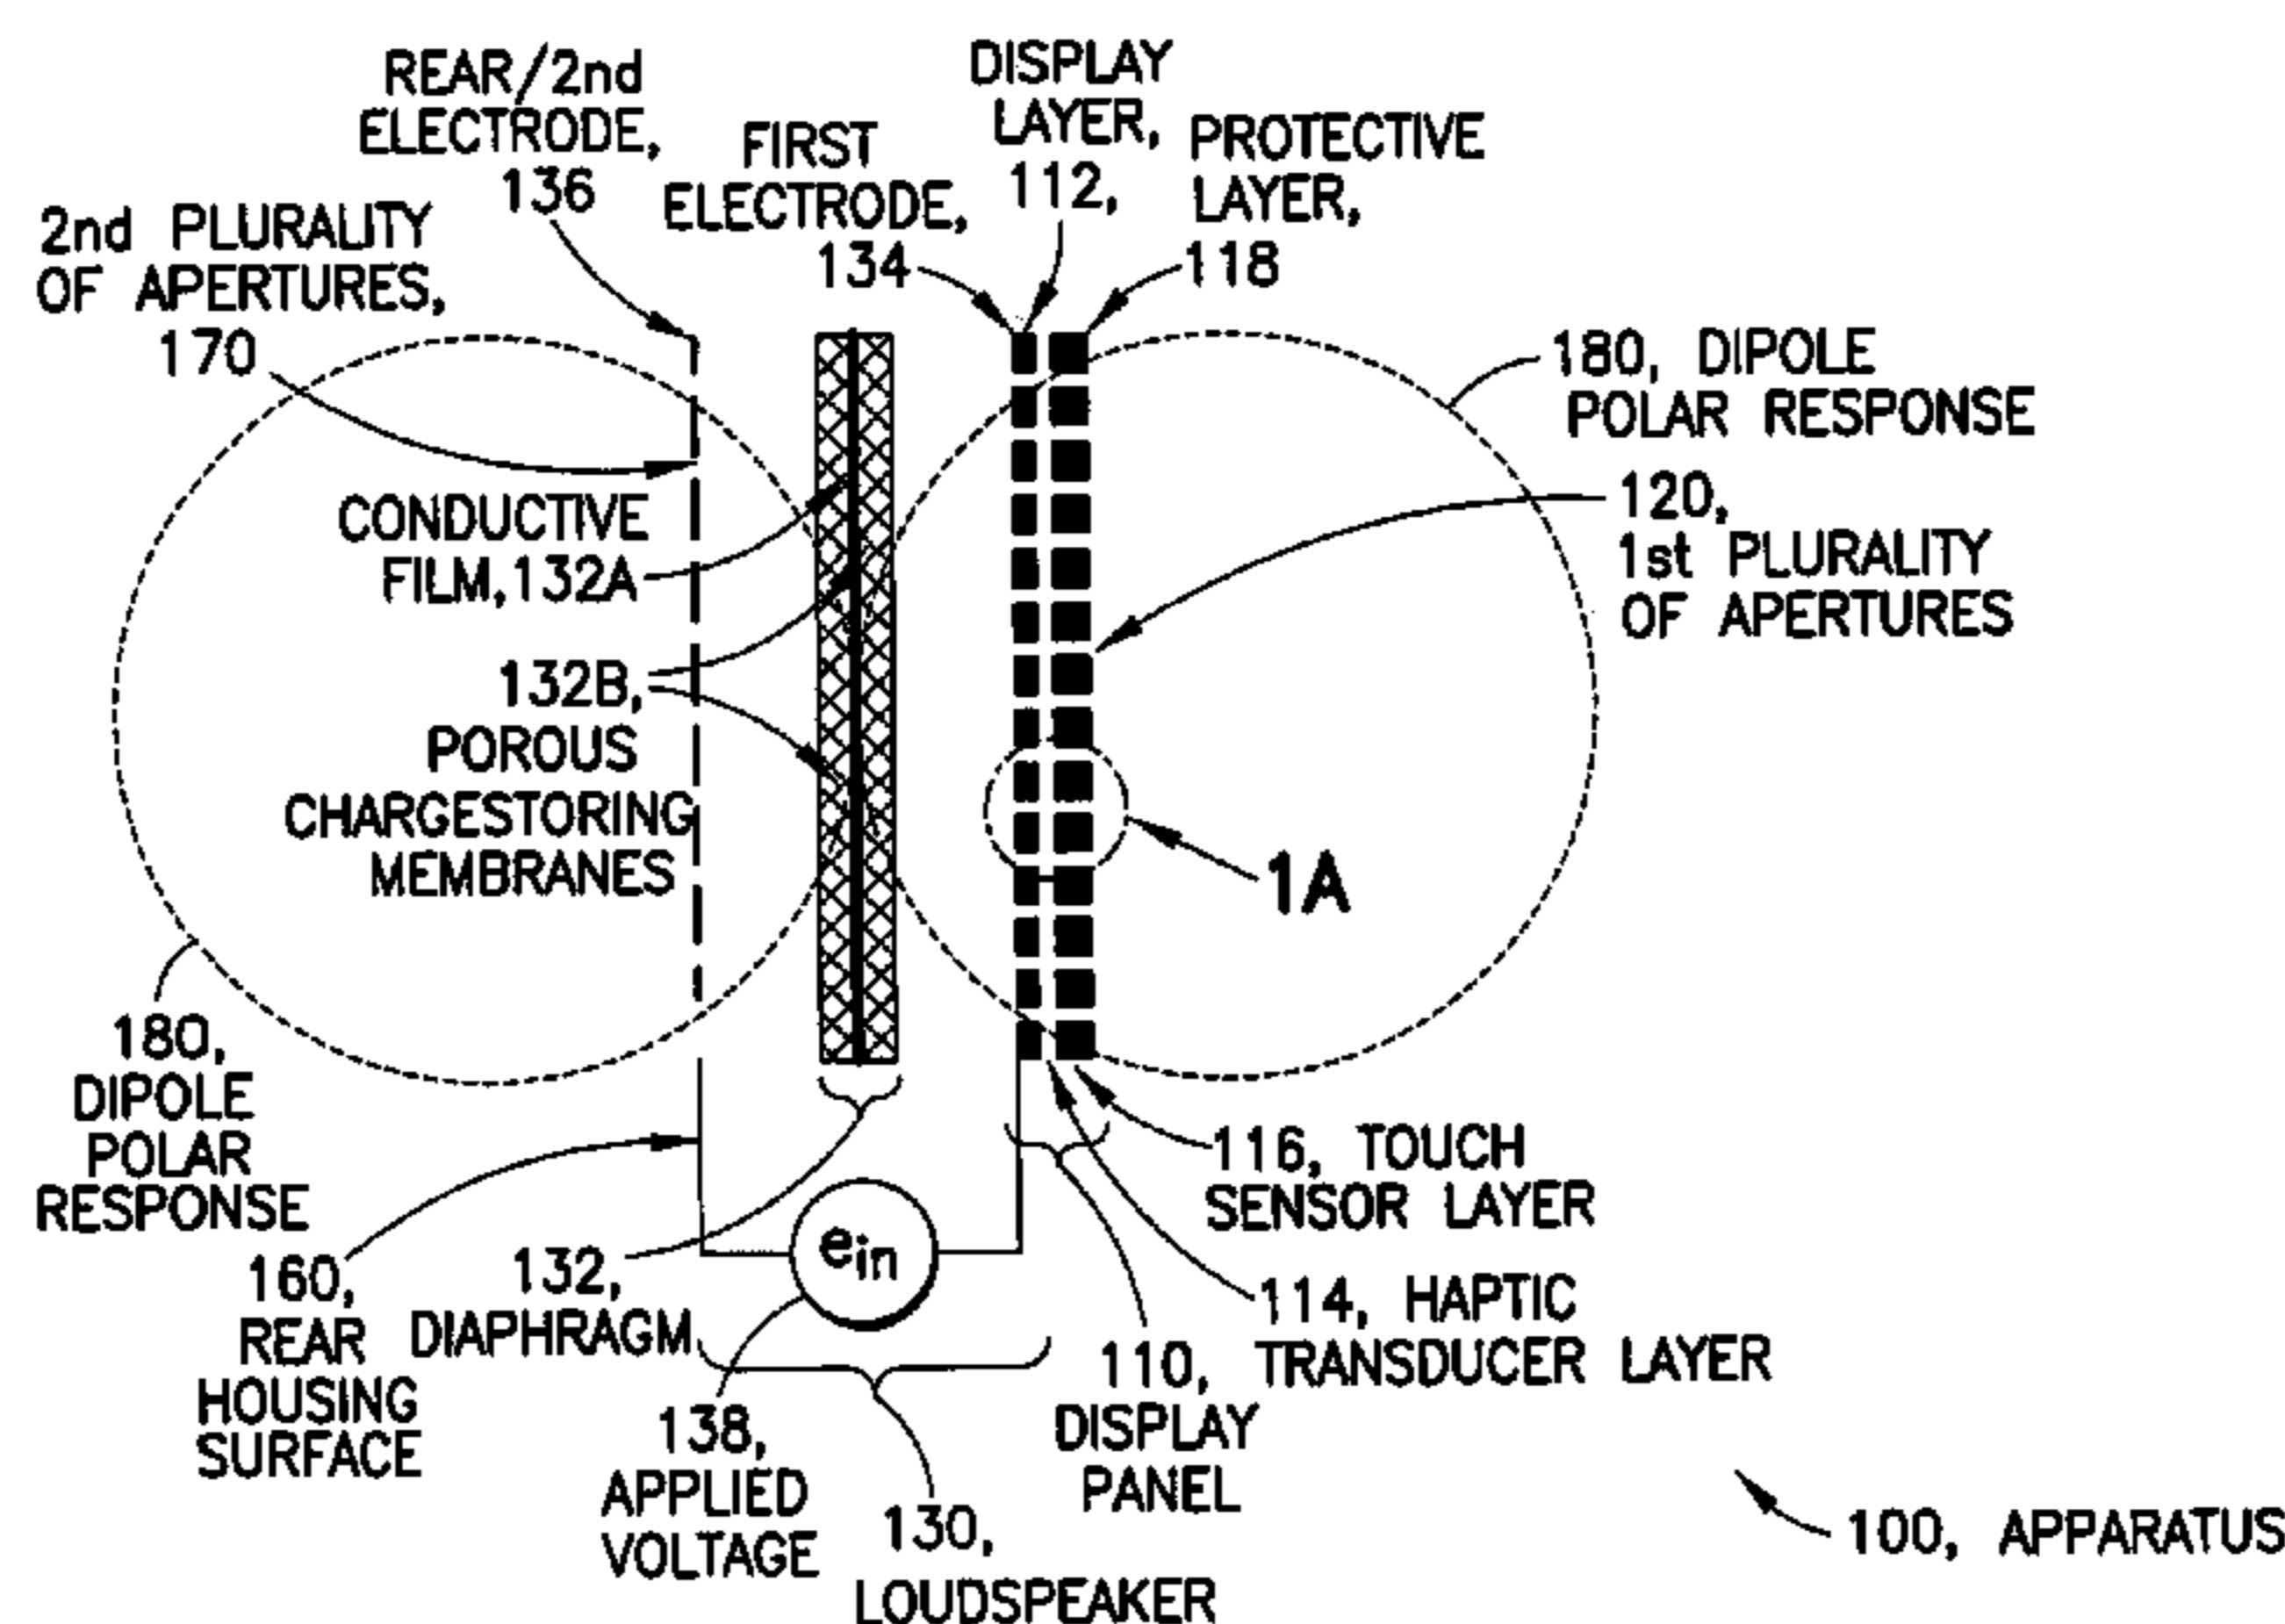 REAR/2nd
ELECTRODE,
136
DISPLAY
LAYER,
112,
FIRST
ELECTRODE,
134
PROTECTIVE
LAYER,
118
2nd PLURALITY
OF APERTURES,
170
180, DIPOLE
POLAR RESPONSE
120,
1st PLURALITY
OF APERTURES
CONDUCTIVE
FILM,132A
132B,
POROUS
CHARGESTORING
MEMBRANES
1A
180,
DIPOLE
POLAR
RESPONSE
116, TOUCH
SENSOR LAYER
160,
REAR
HOUSING
SURFACE
132,
DIAPHRAGM
ein
114, HAPTIC
TRANSDUCER LAYER
110,
DISPLAY
PANEL
138,
APPLIED
VOLTAGE
130,
LOUDSPEAKER
100, APPARATUS